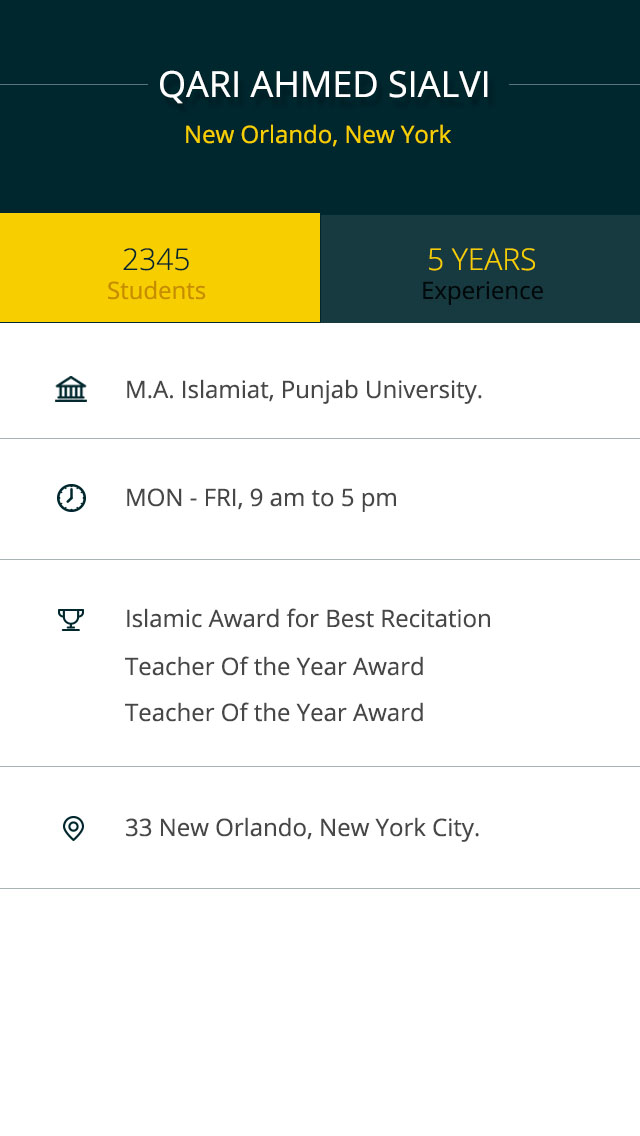 QARI AHMED SIALVI
New Orlando, New York
2345
Students
5 YEARS
Experience
M.A. Islamiat, Punjab University.
MON - FRI, 9 am to 5 pm
Islamic Award for Best Recitation
Teacher Of the Year Award
Teacher Of the Year Award
33 New Orlando, New York City.